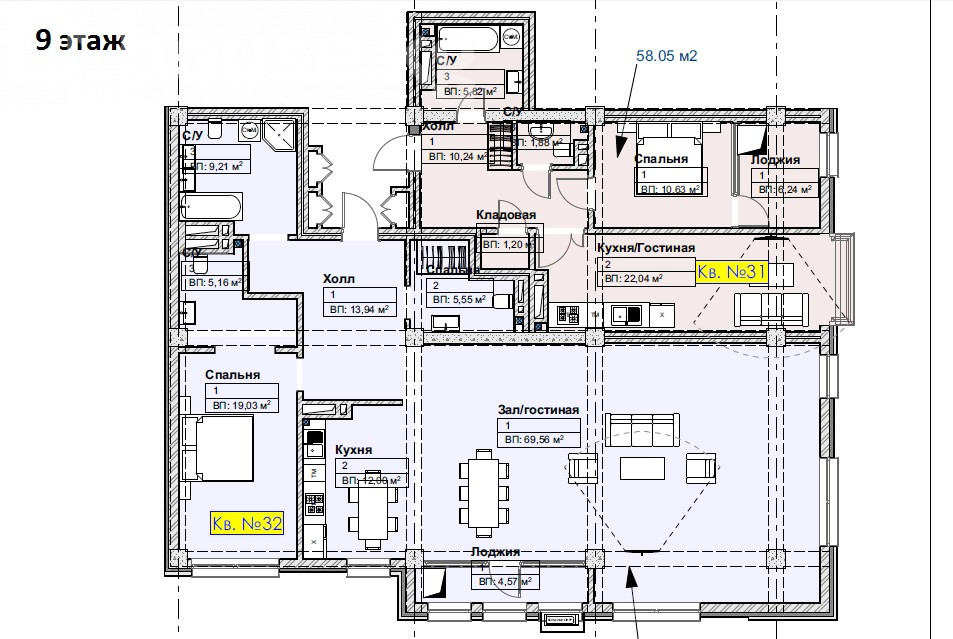 9 этаж
58.05 м2
С/У
3
ВП: 5,82 м²
С/У
ВП: 1,88 м²
Холл
1
ВП: 10,24 м²
Спальня
1
ВП: 10,63 м²
Лоджия
1
ВП: 6,24 м²
С/У
3
ВП: 9,21 м²
Кладовая
ВП: 1,20 м²
Кухня/Гостиная
2
ВП: 22,04 м²
Кв. №31
С/У
3
ВП: 5,16 м²
Холл
1
ВП: 13,94 м²
Спальня
2
ВП: 5,55 м²
ТМ
X
Спальня
1
ВП: 19,03 м²
Зал/гостиная
1
ВП: 69,56 м²
Кухня
2
ВП: 12,00 м²
ТМ
X
Кв. №32
Лоджия
1
ВП: 4,57 м²